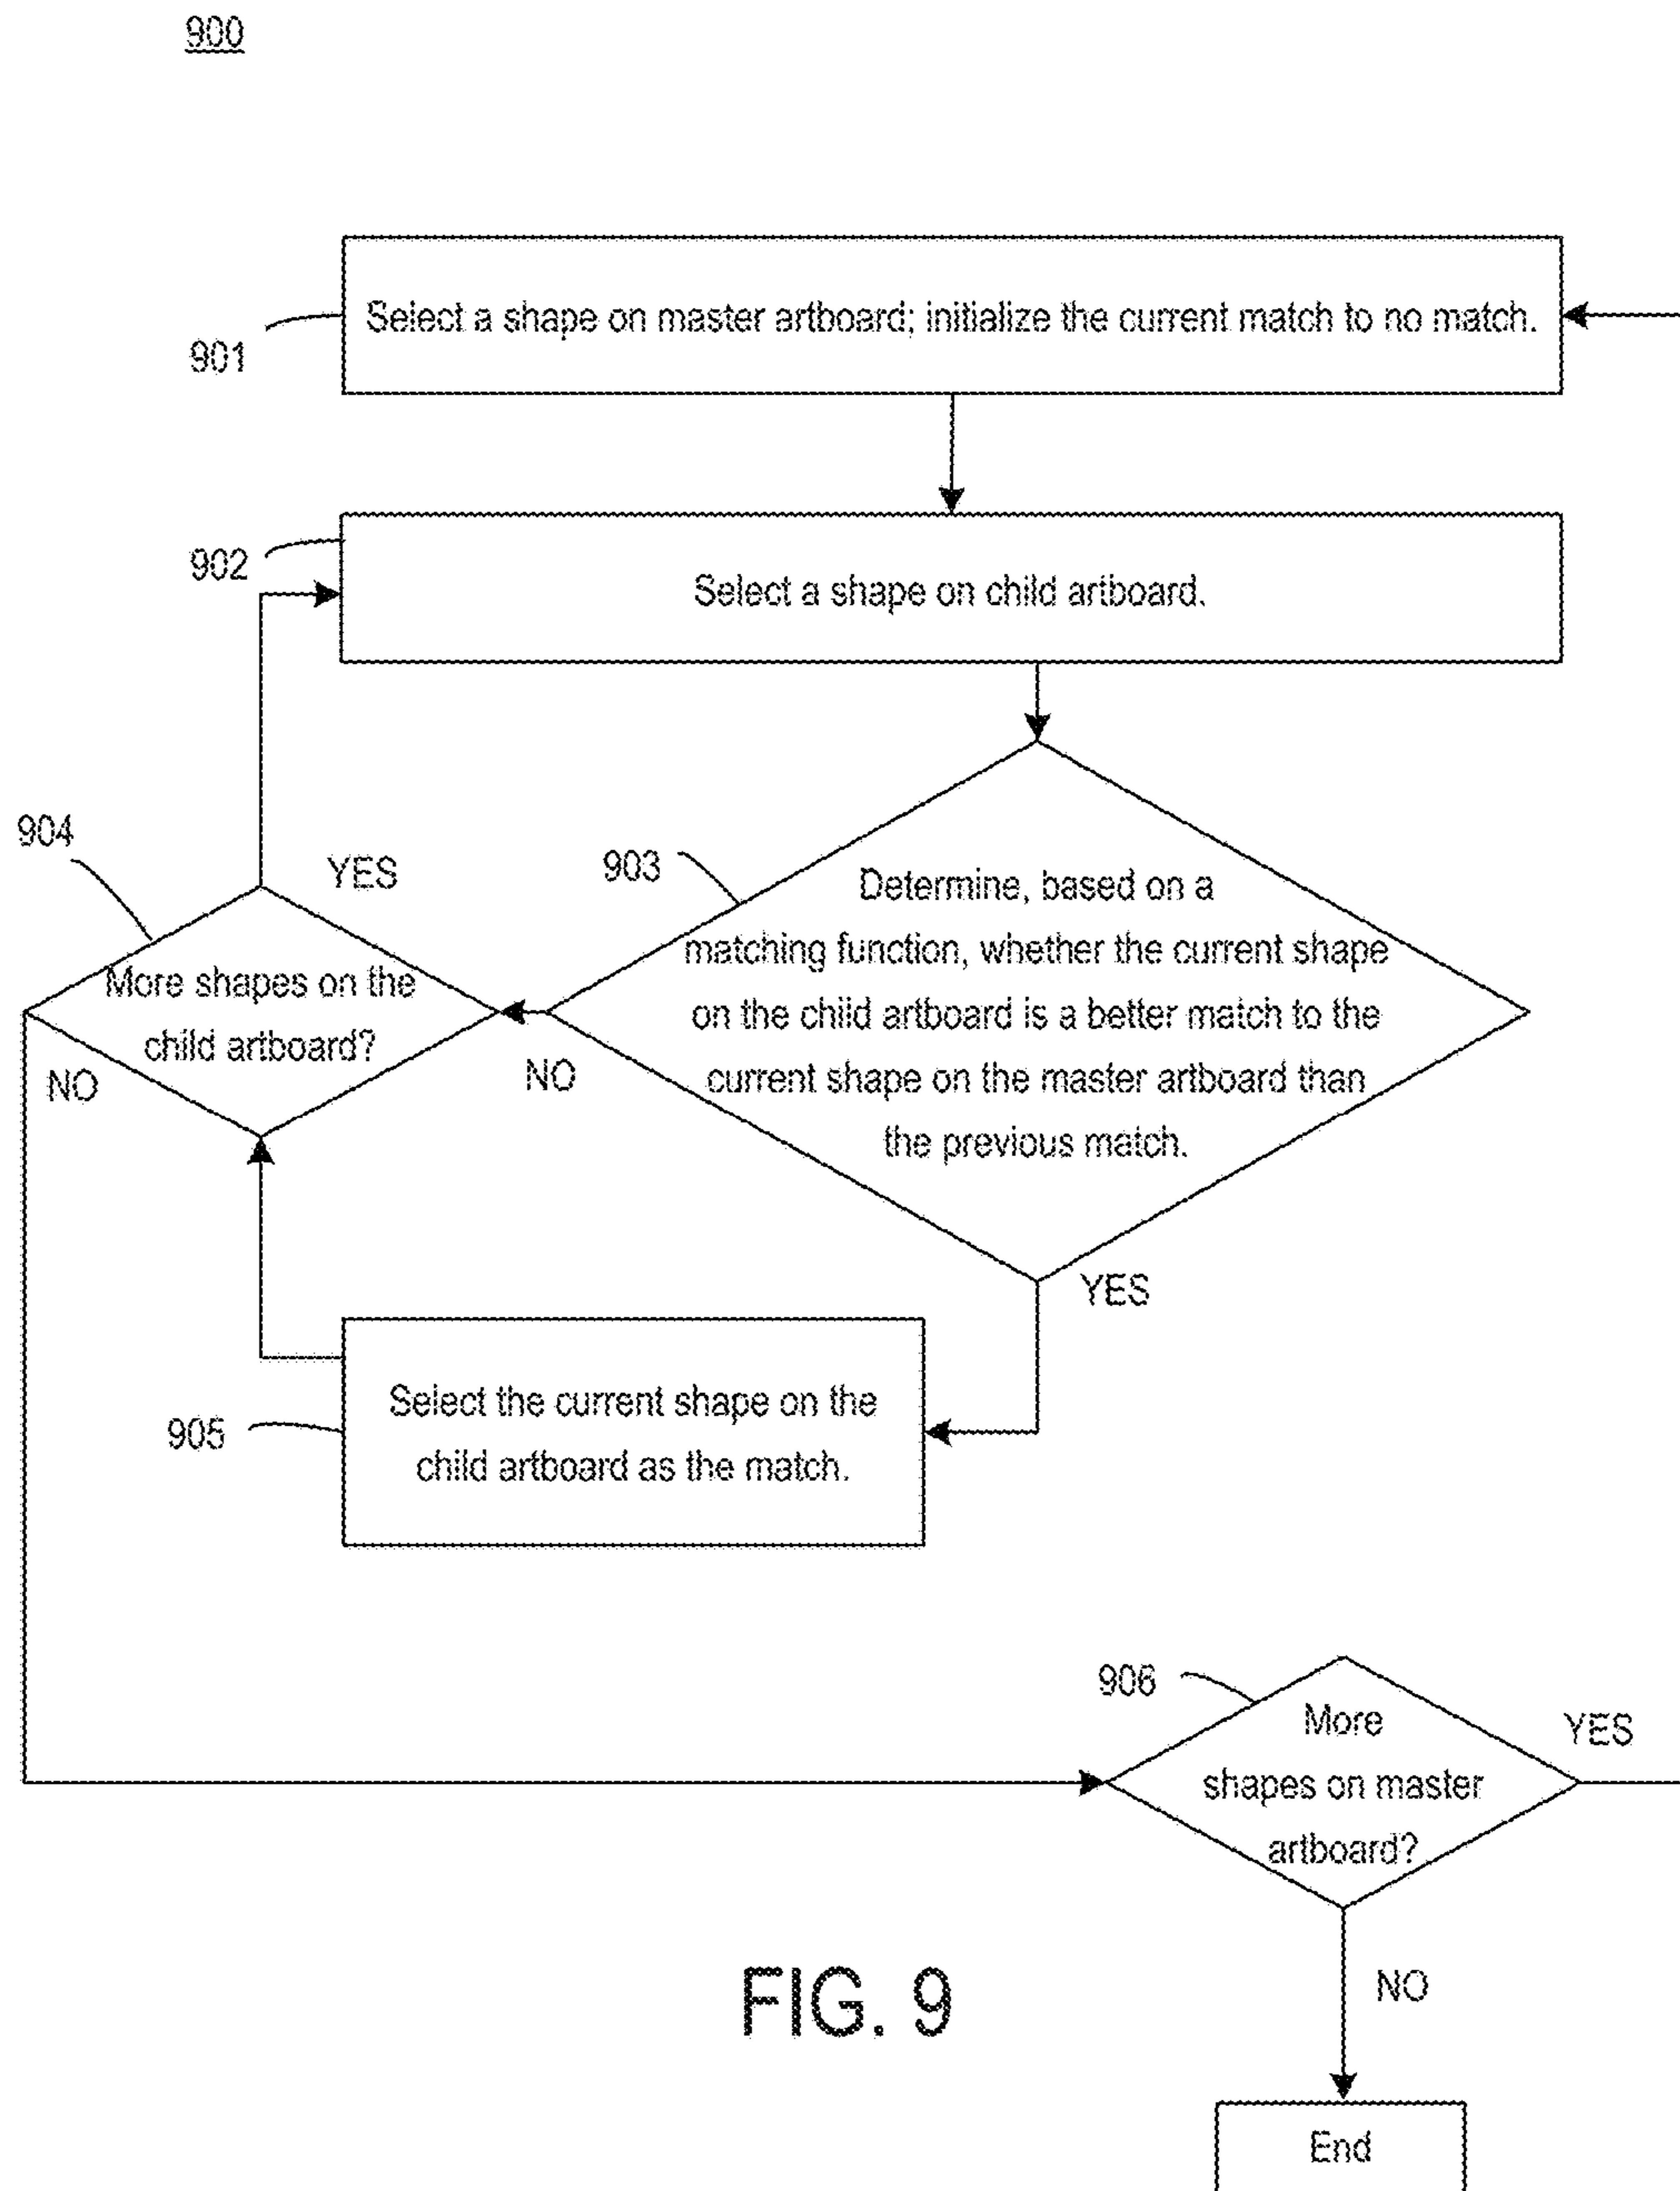 900
Select a shape on master artboard; initialize the current match to no match.
901
902
Select a shape on child artboard.
904
YES
903
Determine, based on a
matching function, whether the current shape
on the child artboard is a better match to the
current shape on the master artboard than
the previous match.
More shapes on the
child artboard?
NO
NO
YES
Select the current shape on the
child artboard as the match.
905
906
More
shapes on master
artboard?
YES
NO
FIG. 9
End